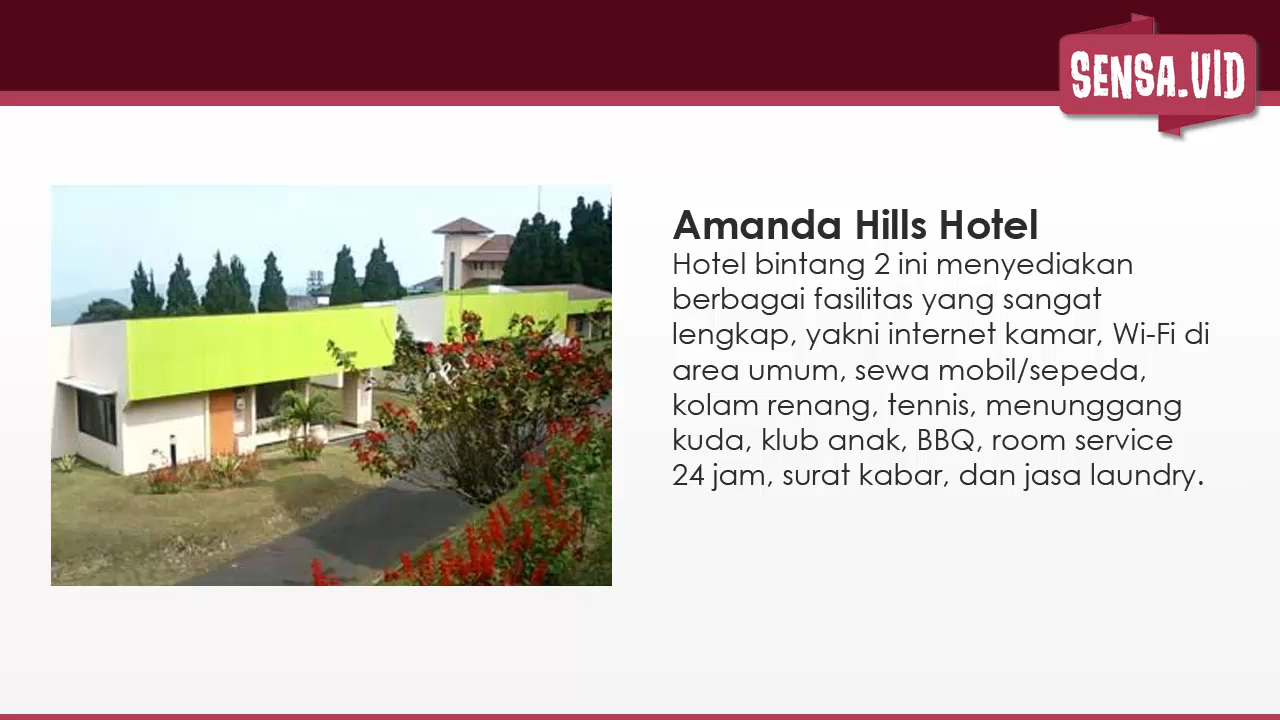 SENSA.VID
Amanda Hills Hotel
Hotel bintang 2 ini menyediakan
berbagai fasilitas yang sangat
lengkap, yakni internet kamar, Wi-Fi di
area umum, sewa mobil/sepeda,
kolam renang, tennis, menunggang
kuda, klub anak, BBQ, room service
24 jam, surat kabar, dan jasa laundry.